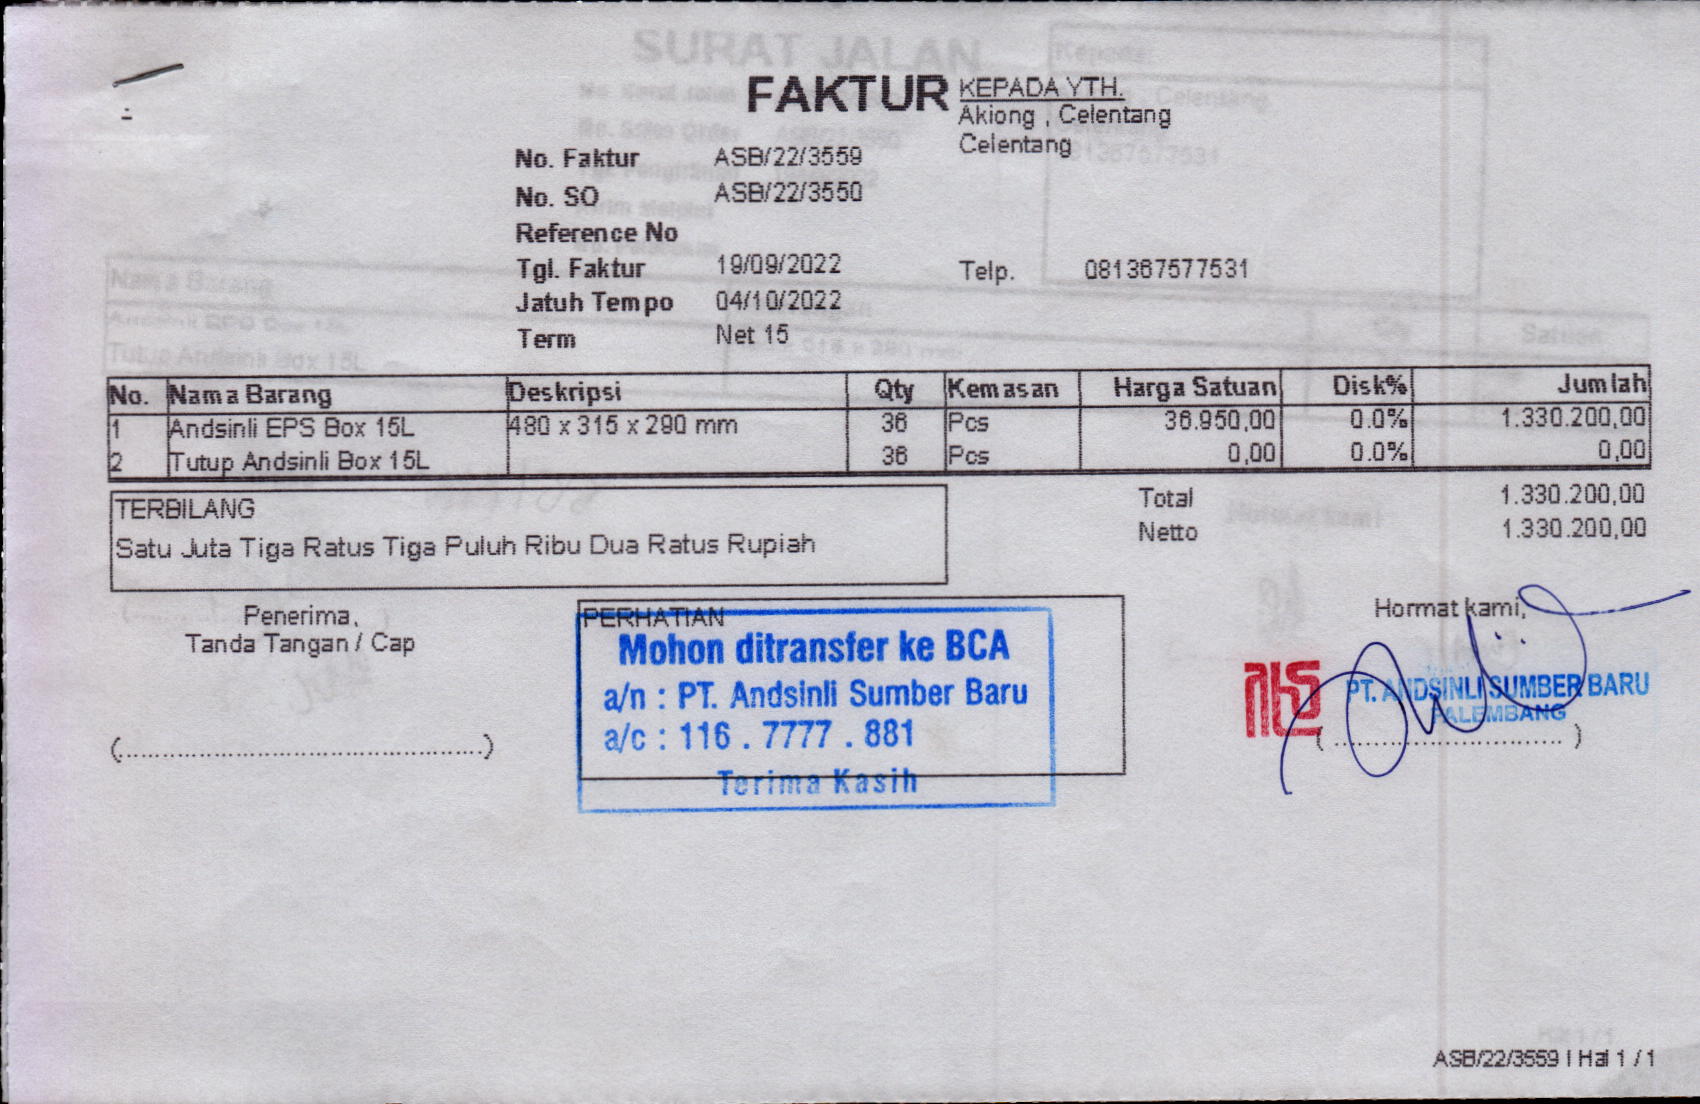 FAKTUR
KEPADA YTH.
Akiong , Celentang
Celentang
No. Faktur ASB/22/3559
No. SO ASB/22/3550
Reference No
Tgl. Faktur 19/09/2022
Telp. 081367577531
Jatuh Tempo 04/10/2022
Term Net 15
No. Nama Barang Deskripsi Qty Kemasan Harga Satuan Disk% Jumlah
1 Andsinli EPS Box 15L 480 x 315 x 290 mm 36 Pcs 36.950,00 0.0% 1.330.200,00
2 Tutup Andsinli Box 15L 36 Pcs 0,00 0.0% 0,00
TERBILANG
Satu Juta Tiga Ratus Tiga Puluh Ribu Dua Ratus Rupiah
Total 1.330.200,00
Netto 1.330.200,00
Penerima,
Tanda Tangan / Cap
(................................................)
PERHATIAN
Mohon ditransfer ke BCA
a/n : PT. Andsinli Sumber Baru
a/c : 116 . 7777 . 881
Terima Kasih
Hormat kami,
PT. ANDSINLI SUMBER BARU
PALEMBANG
( ............................. )
ASB/22/3559 | Hal 1 / 1